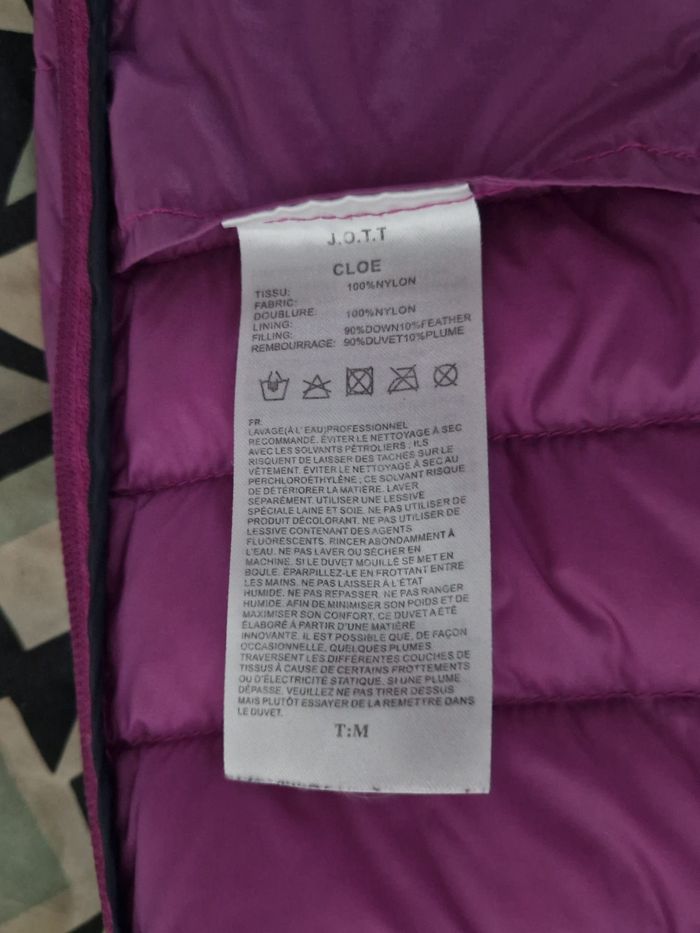 J.O.T.T
CLOE
TISSU: 100%NYLON
FABRIC:
DOUBLURE: 100%NYLON
LINING:
FILLING: 90%DOWN10%FEATHER
REMBOURRAGE: 90%DUVET10%PLUME
FR:
LAVAGE(À L'EAU)PROFESSIONNEL
RECOMMANDÉ. ÉVITER LE NETTOYAGE À SEC
AVEC LES SOLVANTS PÉTROLIERS ; ILS
RISQUENT DE LAISSER DES TACHES SUR LE
VÊTEMENT. ÉVITER LE NETTOYAGE À SEC AU
PERCHLOROÉTHYLÈNE ; CE SOLVANT RISQUE
DE DÉTÉRIORER LA MATIÈRE. LAVER
SÉPARÉMENT. UTILISER UNE LESSIVE
SPÉCIALE LAINE ET SOIE. NE PAS UTILISER DE
PRODUIT DÉCOLORANT. NE PAS UTILISER DE
LESSIVE CONTENANT DES AGENTS
FLUORESCENTS. RINCER ABONDAMMENT À
L'EAU. NE PAS LAVER OU SÉCHER EN
MACHINE. SI LE DUVET MOUILLÉ SE MET EN
BOULE, ÉPARPILLEZ-LE EN FROTTANT ENTRE
LES MAINS. NE PAS LAISSER À L'ÉTAT
HUMIDE. NE PAS REPASSER. NE PAS RANGER
HUMIDE. AFIN DE MINIMISER SON POIDS ET DE
MAXIMISER SON CONFORT, CE DUVET A ÉTÉ
ÉLABORÉ À PARTIR D'UNE MATIÈRE
INNOVANTE. IL EST POSSIBLE QUE, DE FAÇON
OCCASIONNELLE, QUELQUES PLUMES
TRAVERSENT LES DIFFÉRENTES COUCHES DE
TISSUS À CAUSE DE CERTAINS FROTTEMENTS
OU D'ÉLECTRICITÉ STATIQUE. SI UNE PLUME
DÉPASSE, VEUILLEZ NE PAS TIRER DESSUS
MAIS PLUTÔT ESSAYER DE LA REMETTRE DANS
LE DUVET.
T:M